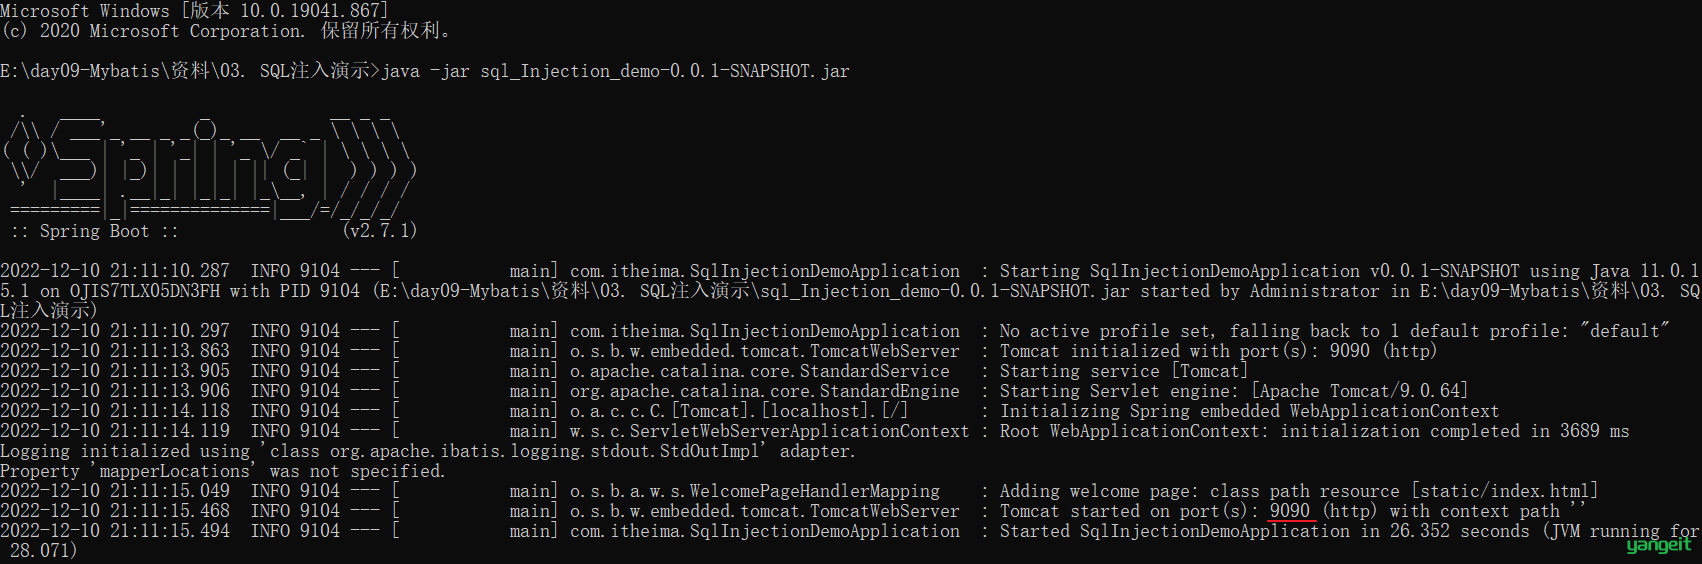 Microsoft Windows [版本 10.0.19041.867]
(c) 2020 Microsoft Corporation. 保留所有权利。
E:\day09-Mybatis\资料\03. SQL注入演示>java -jar sql_Injection_demo-0.0.1-SNAPSHOT.jar
  .   ____          _            __ _ _
 /\\ / ___'_ __ _ _(_)_ __  __ _ \ \ \ \
( ( )\___ | '_ | '_| | '_ \/ _` | \ \ \ \
 \\/  ___)| |_)| | | | | || (_| |  ) ) ) )
  '  |____| .__|_| |_|_| |_\__, | / / / /
 =========|_|==============|___/=/_/_/_/
 :: Spring Boot ::                (v2.7.1)
2022-12-10 21:11:10.287  INFO 9104 --- [           main] com.itheima.SqlInjectionDemoApplication  : Starting SqlInjectionDemoApplication v0.0.1-SNAPSHOT using Java 11.0.1
5.1 on OJIS7TLX05DN3FH with PID 9104 (E:\day09-Mybatis\资料\03. SQL注入演示\sql_Injection_demo-0.0.1-SNAPSHOT.jar started by Administrator in E:\day09-Mybatis\资料\03. SQ
L注入演示)
2022-12-10 21:11:10.297  INFO 9104 --- [           main] com.itheima.SqlInjectionDemoApplication  : No active profile set, falling back to 1 default profile: "default"
2022-12-10 21:11:13.863  INFO 9104 --- [           main] o.s.b.w.embedded.tomcat.TomcatWebServer  : Tomcat initialized with port(s): 9090 (http)
2022-12-10 21:11:13.905  INFO 9104 --- [           main] o.apache.catalina.core.StandardService   : Starting service [Tomcat]
2022-12-10 21:11:13.906  INFO 9104 --- [           main] org.apache.catalina.core.StandardEngine  : Starting Servlet engine: [Apache Tomcat/9.0.64]
2022-12-10 21:11:14.118  INFO 9104 --- [           main] o.a.c.c.C.[Tomcat].[localhost].[/]       : Initializing Spring embedded WebApplicationContext
2022-12-10 21:11:14.119  INFO 9104 --- [           main] w.s.c.ServletWebServerApplicationContext : Root WebApplicationContext: initialization completed in 3689 ms
Logging initialized using 'class org.apache.ibatis.logging.stdout.StdOutImpl' adapter.
Property 'mapperLocations' was not specified.
2022-12-10 21:11:15.049  INFO 9104 --- [           main] o.s.b.a.w.s.WelcomePageHandlerMapping    : Adding welcome page: class path resource [static/index.html]
2022-12-10 21:11:15.468  INFO 9104 --- [           main] o.s.b.w.embedded.tomcat.TomcatWebServer  : Tomcat started on port(s): 9090 (http) with context path ''
2022-12-10 21:11:15.494  INFO 9104 --- [           main] com.itheima.SqlInjectionDemoApplication  : Started SqlInjectionDemoApplication in 26.352 seconds (JVM running for
 28.071)
yangeit